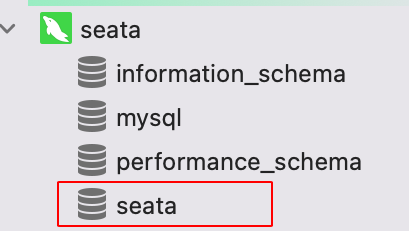 seata
information_schema
mysql
performance_schema
seata